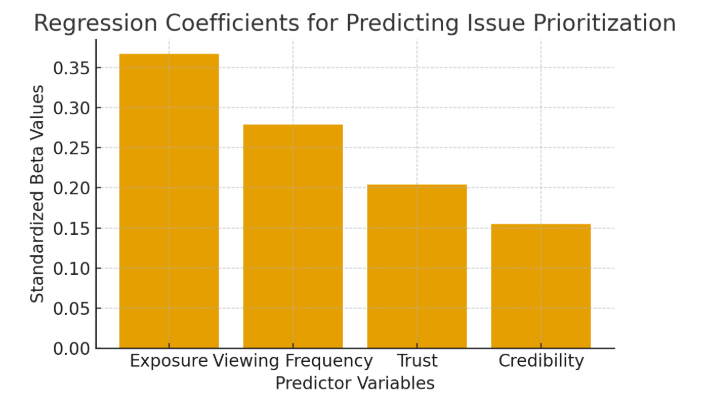 Regression Coefficients for Predicting Issue Prioritization
Standardized Beta Values
0.35
0.30
0.25
0.20
0.15
0.10
0.05
0.00
Exposure Viewing Frequency Trust Credibility
Predictor Variables